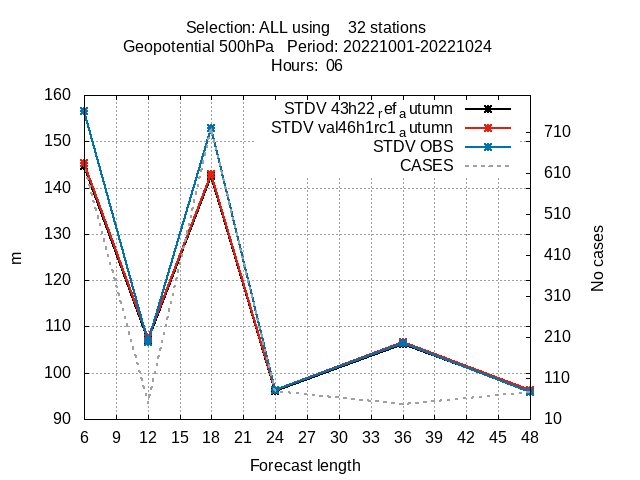 Selection: ALL using    32 stations
Geopotential 500hPa   Period: 20221001-20221024
Hours:  06
STDV 43h22ref_autumn
STDV val46h1rc1autumn
STDV OBS
CASES
160
150
140
130
120
110
100
90
710
610
510
410
310
210
110
10
m
No cases
6 9 12 15 18 21 24 27 30 33 36 39 42 45 48
Forecast length